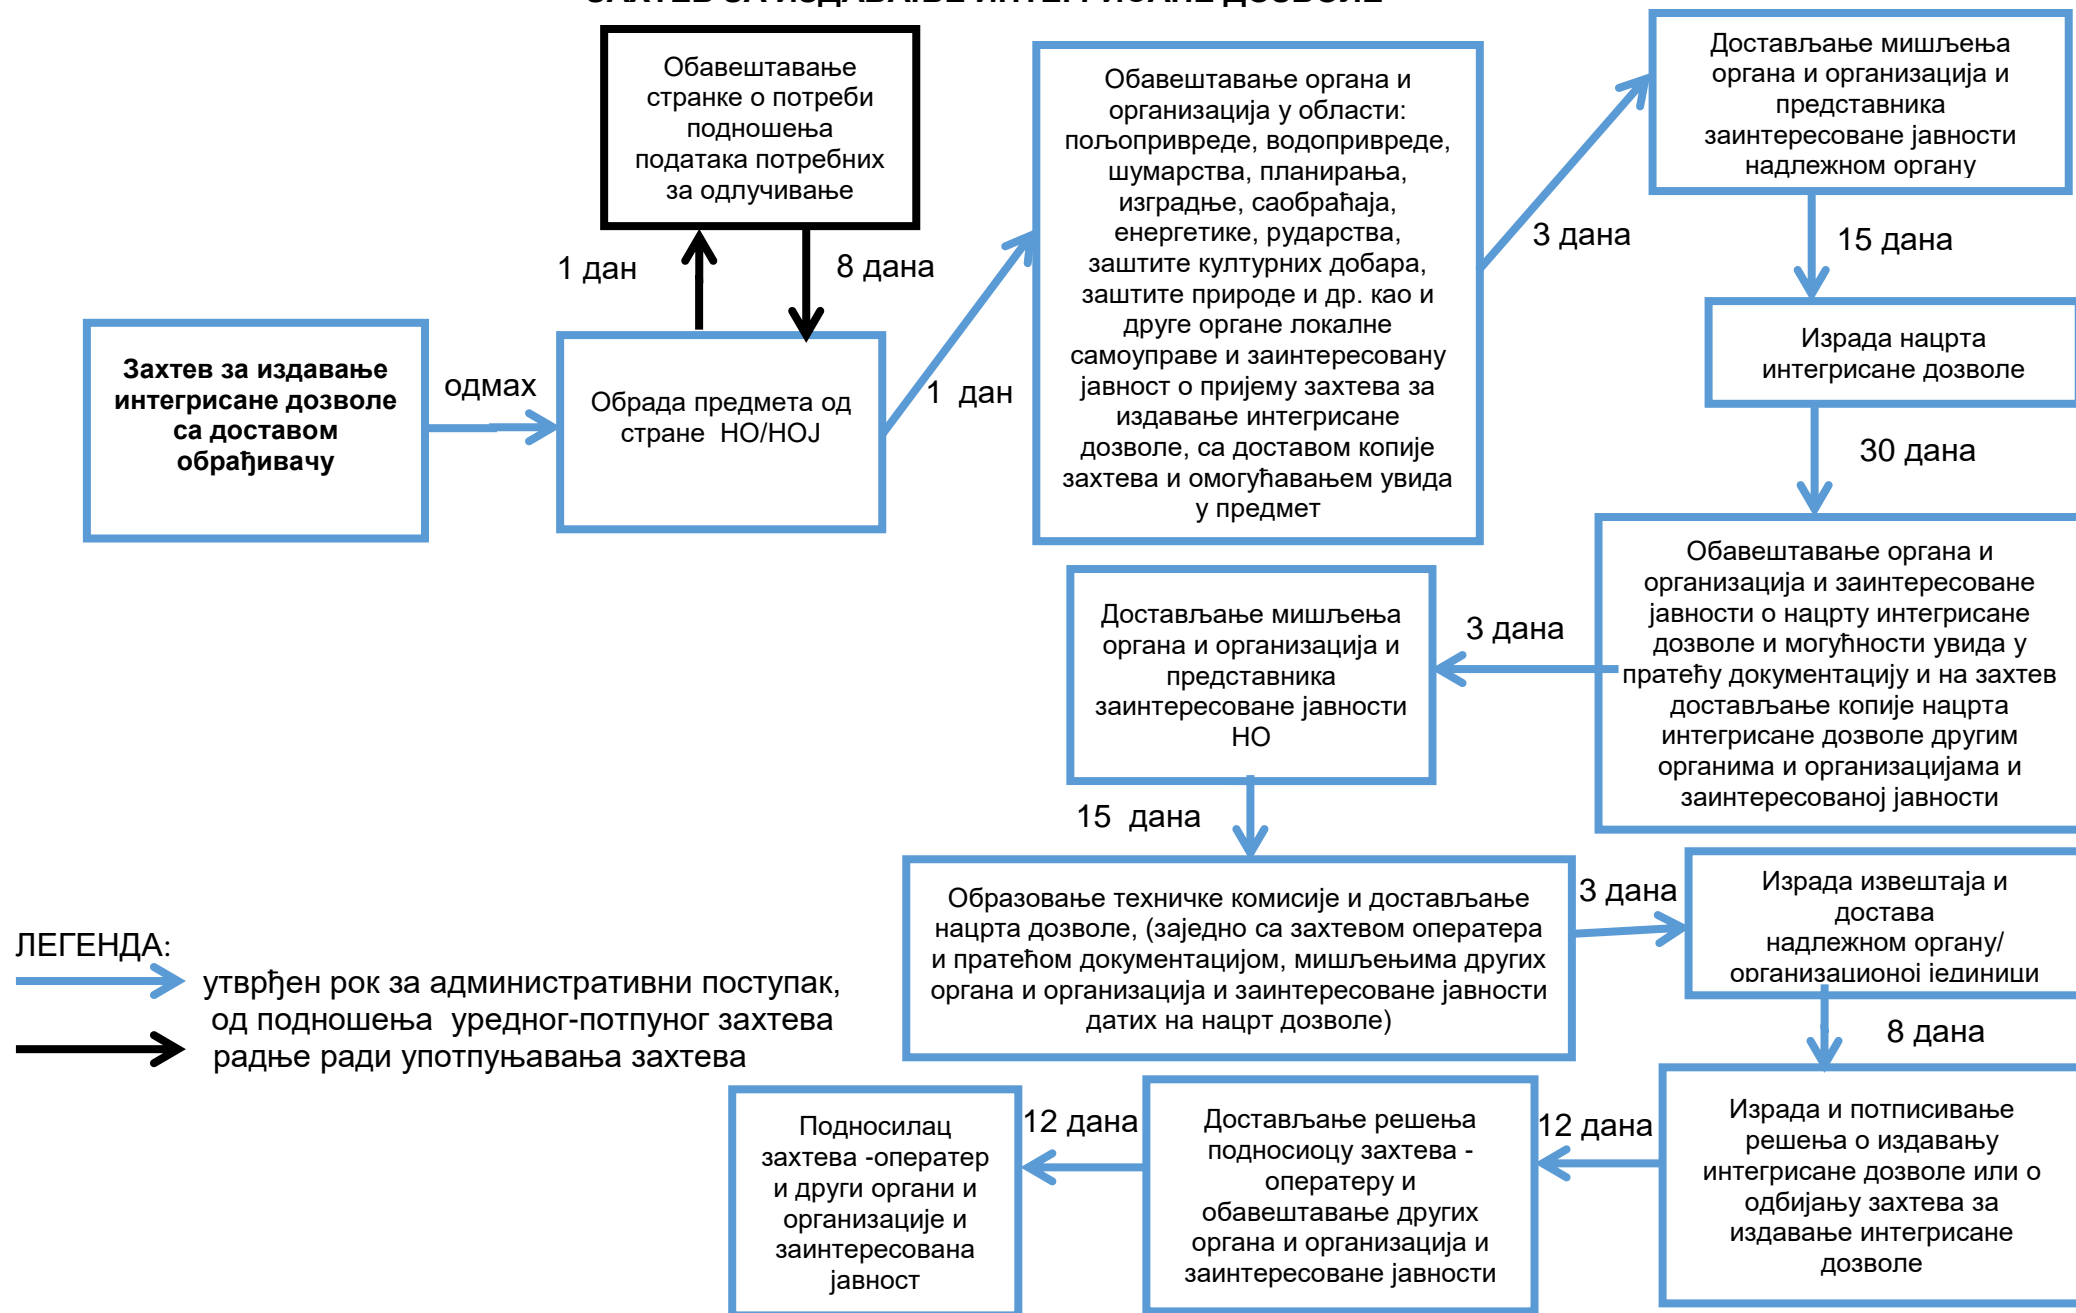 ЗАХТЕВ ЗА ИЗДАВАЊЕ ИНТЕГРИСАНЕ ДОЗВОЛЕ
Обавештавање
странке о потреби
подношења
података потребних
за одлучивање
1 дан
8 дана
Захтев за издавање
интегрисане дозволе
са доставом
обрађивачу
одмах
Обрада предмета од
стране НО/НОЈ
1 дан
Обавештавање органа и
организација у области:
пољопривреде, водопривреде,
шумарства, планирања,
изградње, саобраћаја,
енергетике, рударства,
заштите културних добара,
заштите природе и др. као и
друге органе локалне
самоуправе и заинтересовану
јавност о пријему захтева за
издавање интегрисане
дозволе, са доставом копије
захтева и омогућавањем увида
у предмет
3 дана
Достављање мишљења
органа и организација и
представника
заинтересоване јавности
надлежном органу
15 дана
Израда нацрта
интегрисане дозволе
30 дана
Обавештавање органа и
организација и заинтересоване
јавности о нацрту интегрисане
дозволе и могућности увида у
пратећу документацију и на захтев
достављање копије нацрта
интегрисане дозволе другим
органима и организацијама и
заинтересованој јавности
3 дана
Достављање мишљења
органа и организација и
представника
заинтересоване јавности
НО
15 дана
Образовање техничке комисије и достављање
нацрта дозволе, (заједно са захтевом оператера
и пратећом документацијом, мишљењима других
органа и организација и заинтересоване јавности
датих на нацрт дозволе)
3 дана
Израда извештаја и
достава
надлежном органу/
организационој јединици
8 дана
Израда и потписивање
решења о издавању
интегрисане дозволе или о
одбијању захтева за
издавање интегрисане
дозволе
12 дана
Достављање решења
подносиоцу захтева -
оператеру и
обавештавање других
органа и организација и
заинтересоване јавности
12 дана
Подносилац
захтева -оператер
и други органи и
организације и
заинтересована
јавност
ЛЕГЕНДА:
утврђен рок за административни поступак,
од подношења уредног-потпуног захтева
радње ради употпуњавања захтева